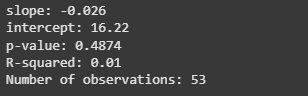 slope: -0.026
intercept: 16.22
p-value: 0.4874
R-squared: 0.01
Number of observations: 53